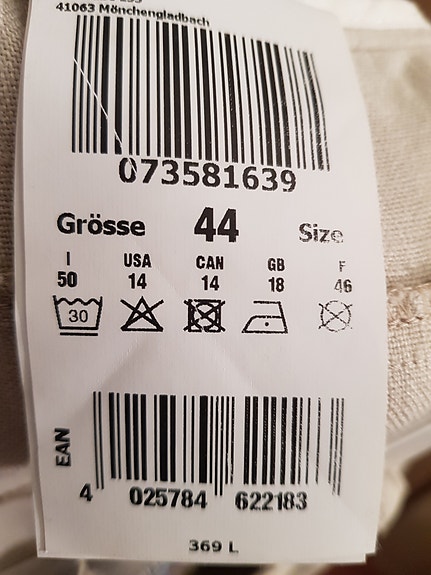 41063 Mönchengladbach
073581639
Grösse 44 Size
I USA CAN GB F
50 14 14 18 46
30
EAN
4 025784 622183
369 L